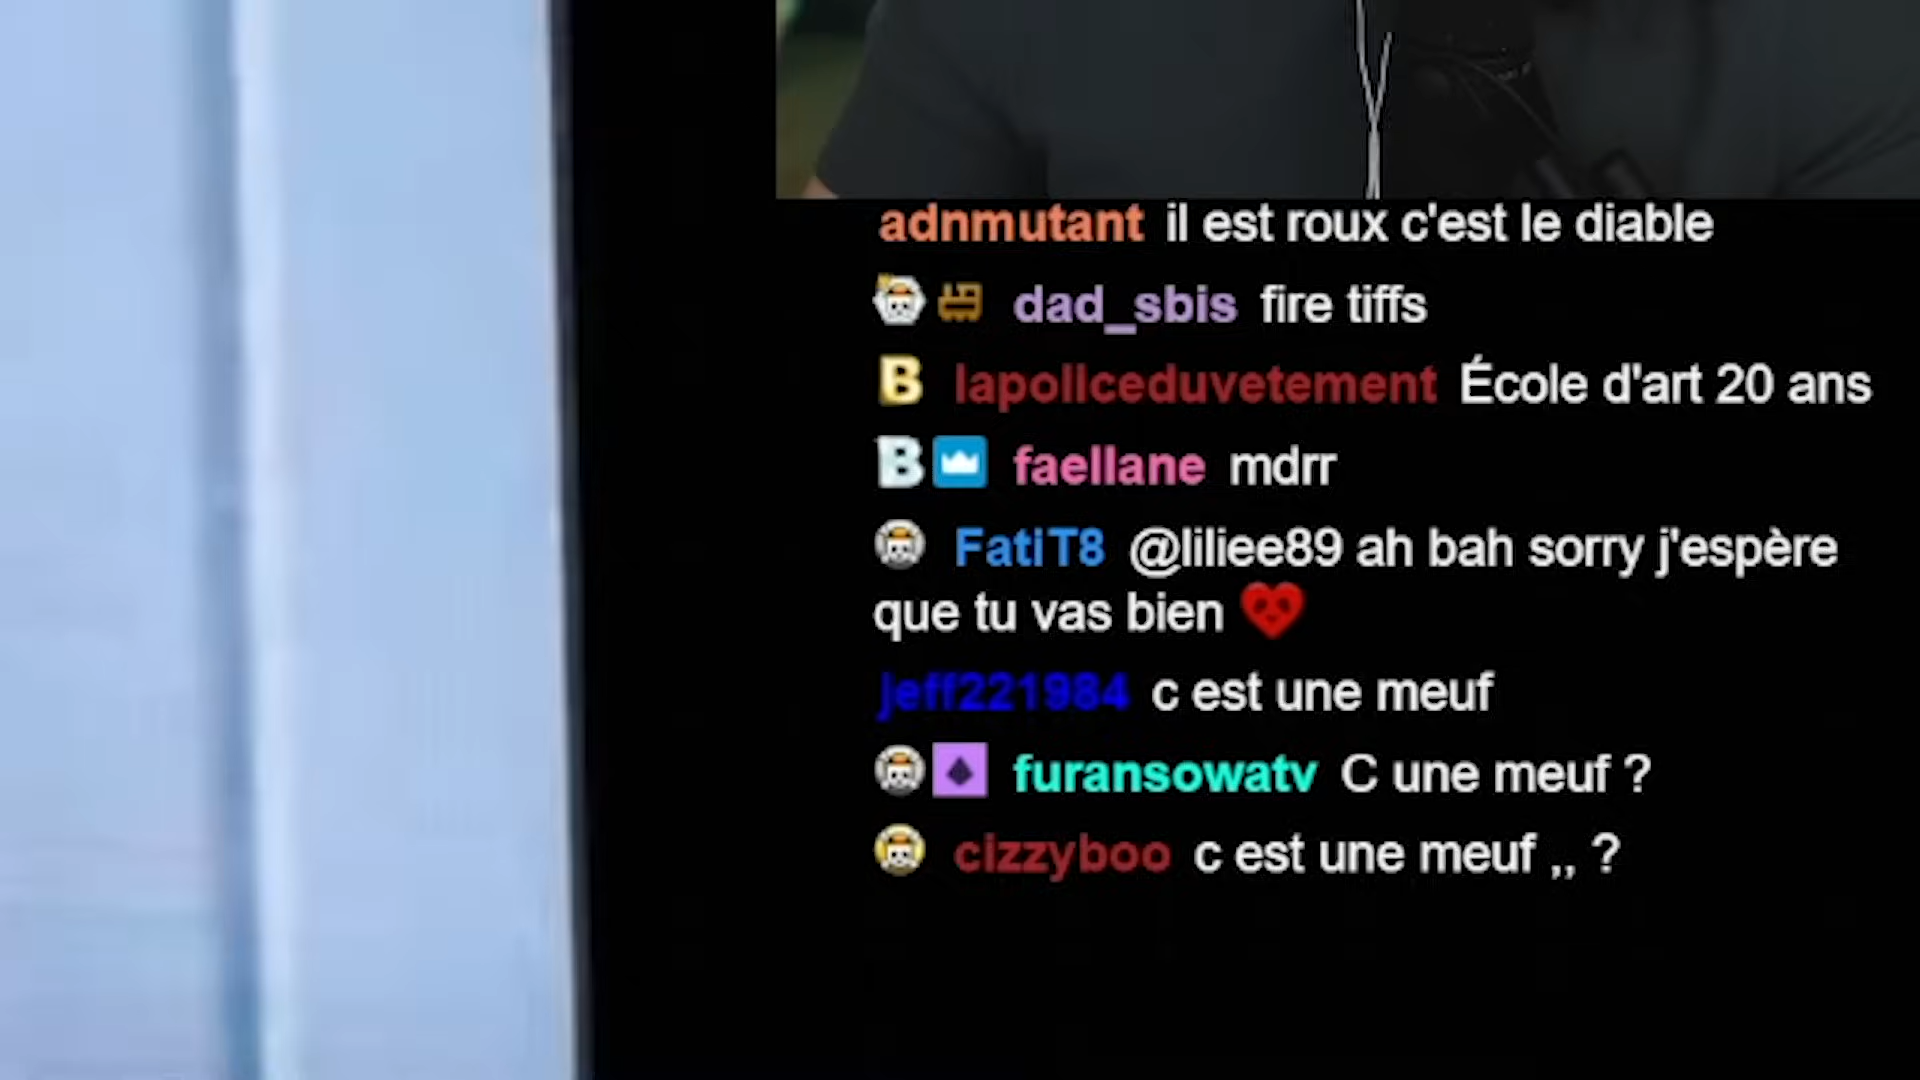 adnmutant il est roux c'est le diable
dad_sbis fire tiffs
B lapoliceduvetement École d'art 20 ans
B faellane mdrr
FatiT8 @liliee89 ah bah sorry j'espère
que tu vas bien
jeff221984 c est une meuf
furansowatv C une meuf ?
cizzyboo c est une meuf ,, ?